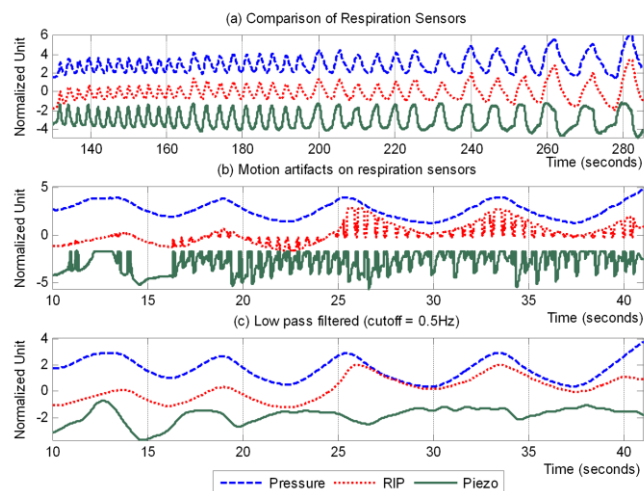 (a) Comparison of Respiration Sensors
Normalized Unit
6
4
2
0
-2
-4
140 160 180 200 220 240 260 280
Time (seconds)
(b) Motion artifacts on respiration sensors
Normalized Unit
5
0
-5
10 15 20 25 30 35 40
Time (seconds)
(c) Low pass filtered (cutoff = 0.5Hz)
Normalized Unit
4
2
0
-2
10 15 20 25 30 35 40
Time (seconds)
Pressure RIP Piezo